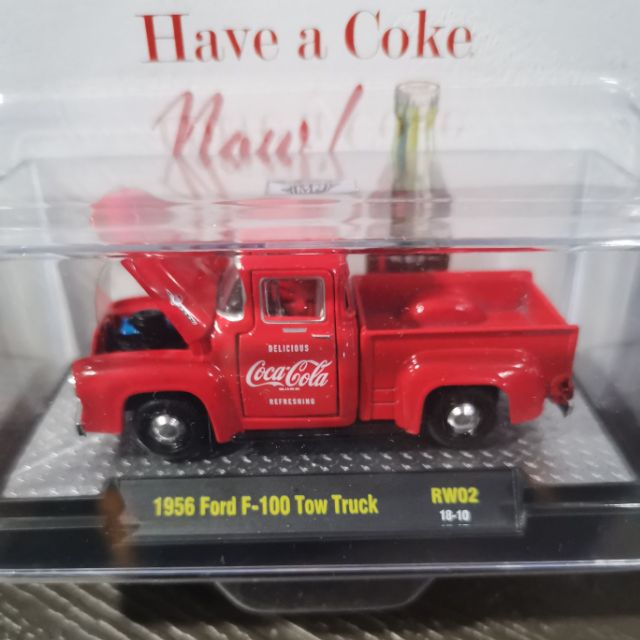 Have a Coke
Now!
DELICIOUS
Coca-Cola
REFRESHING
1956 Ford F-100 Tow Truck
RW02
18-10